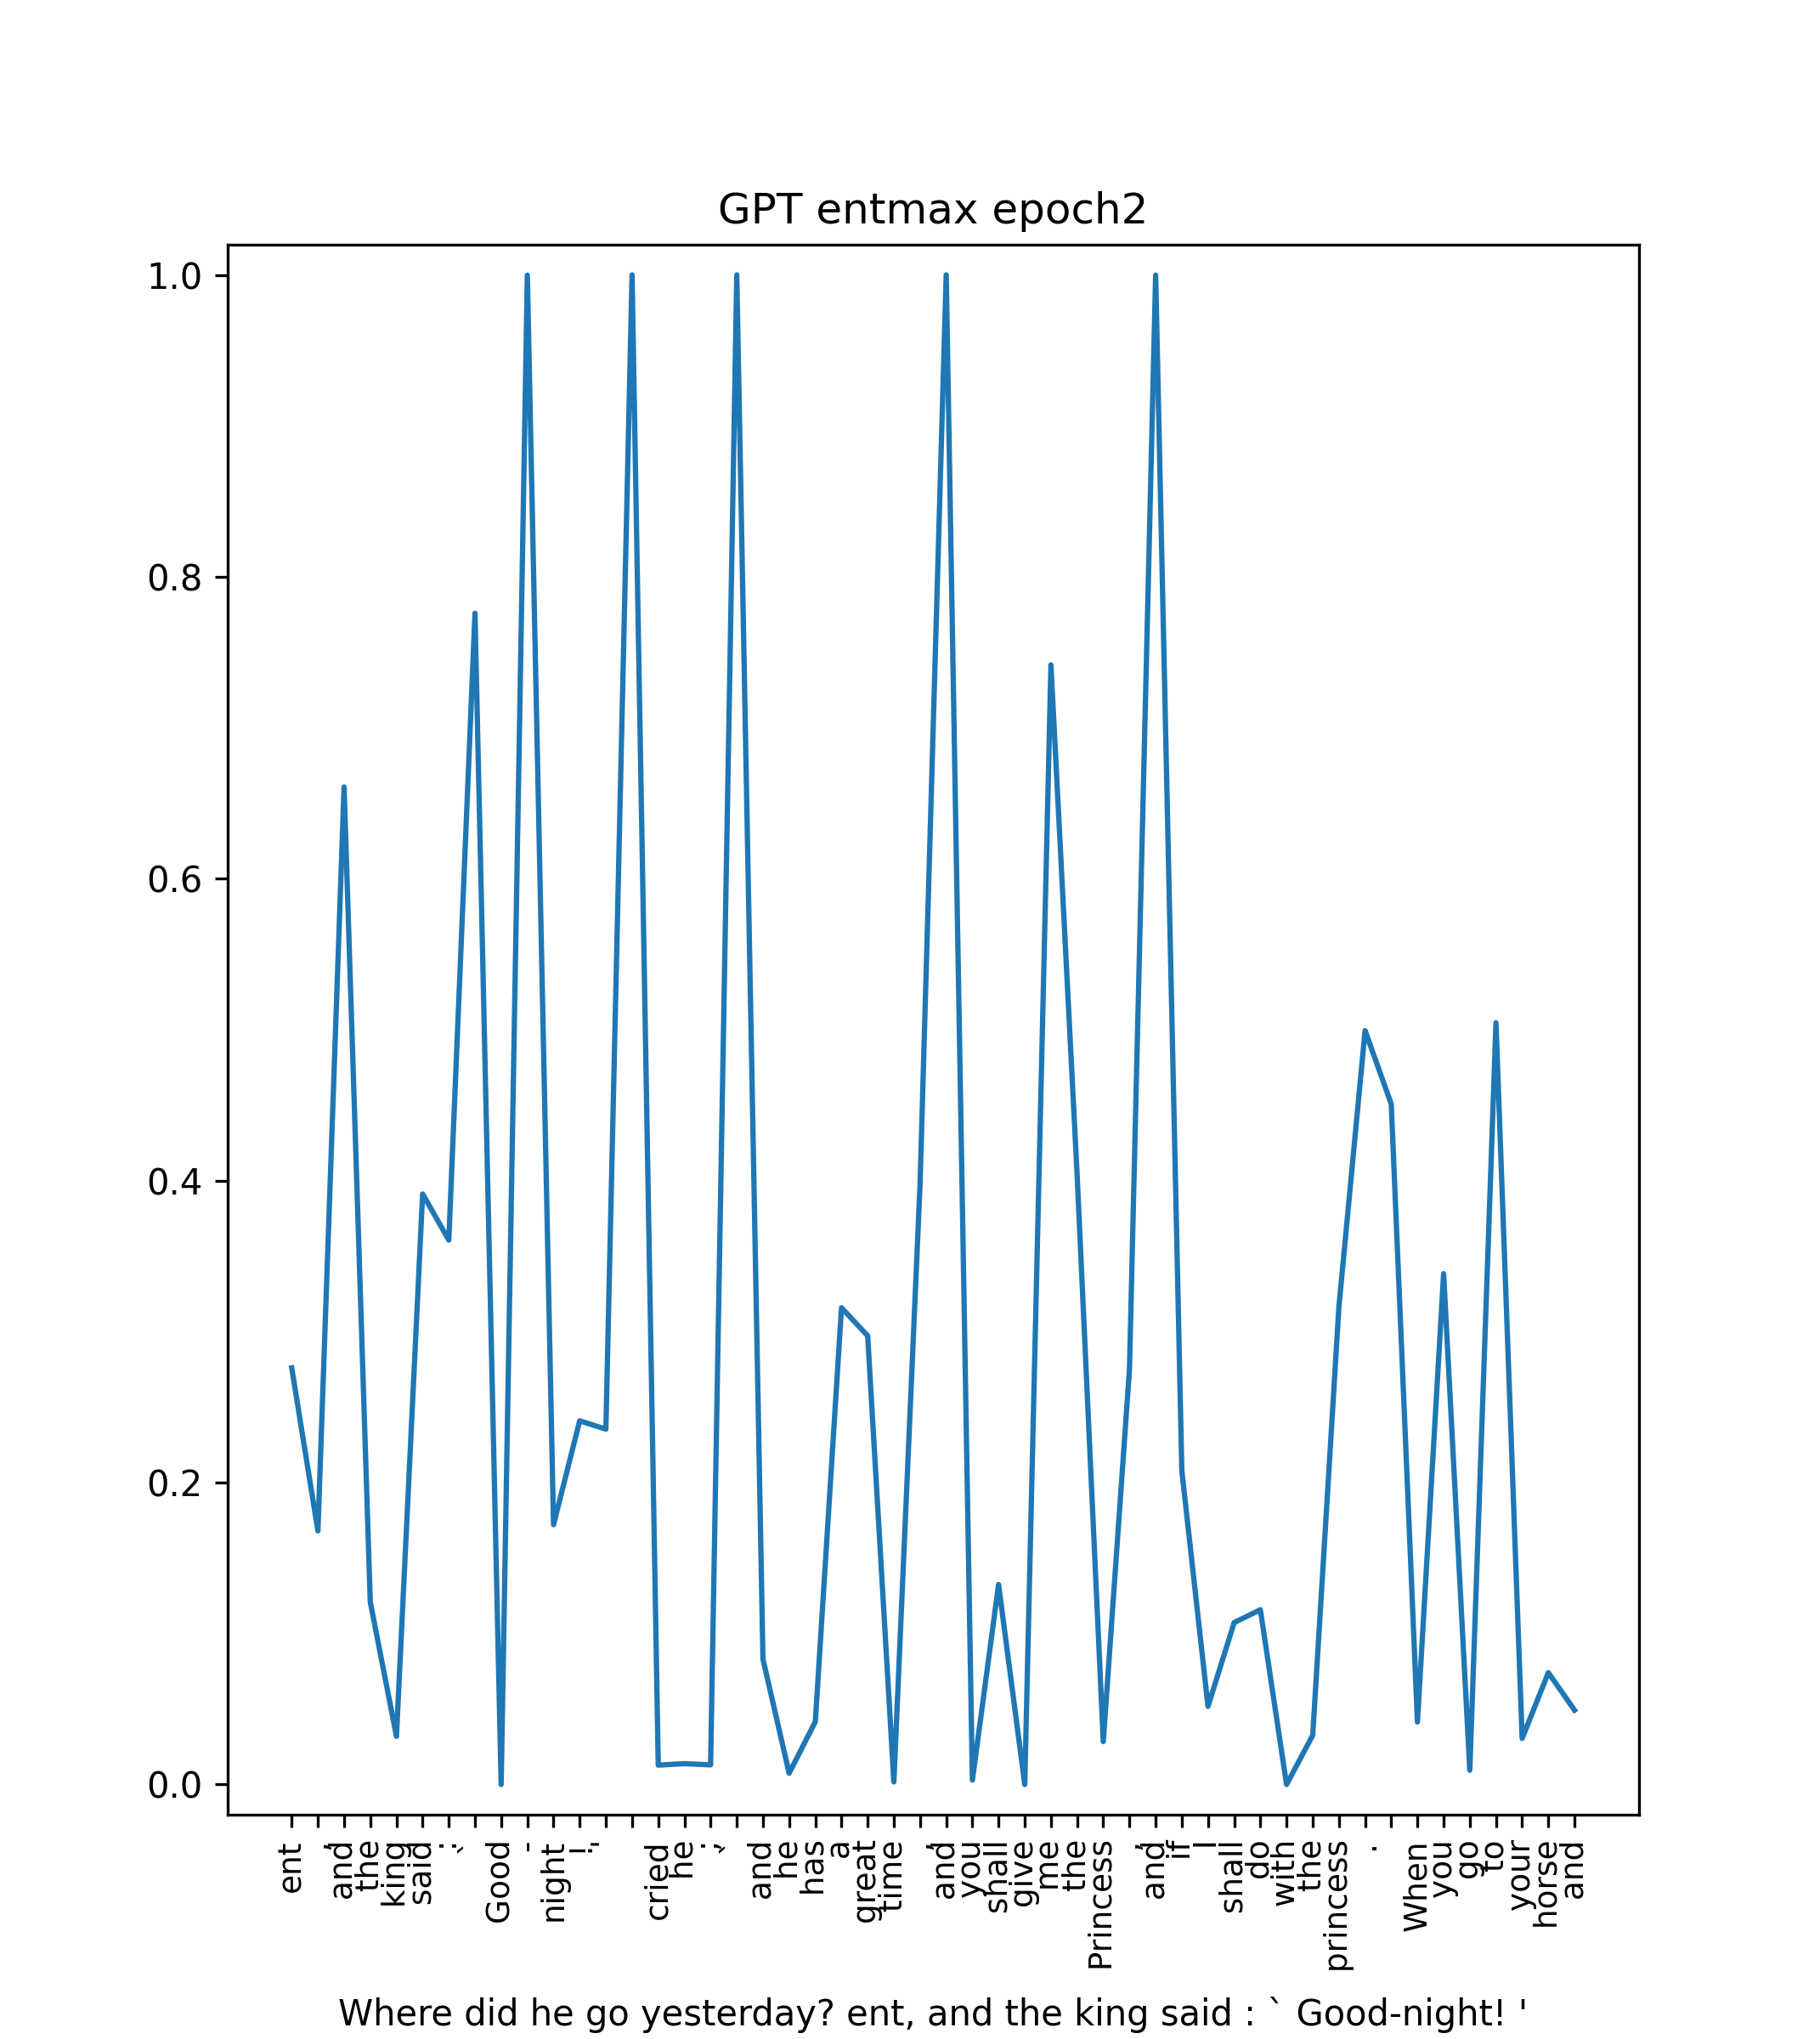 GPT entmax epoch2
1.0
0.8
0.6
0.4
0.2
0.0
ent
,
and
the
king
said
:
`
Good
-
night
!
'
cried
he
;
`
and
he
has
a
great
time
,
and
you
shall
give
me
the
Princess
,
and
if
I
shall
do
with
the
princess
.
When
you
go
to
your
horse
and
Where did he go yesterday? ent, and the king said : ` Good-night! '